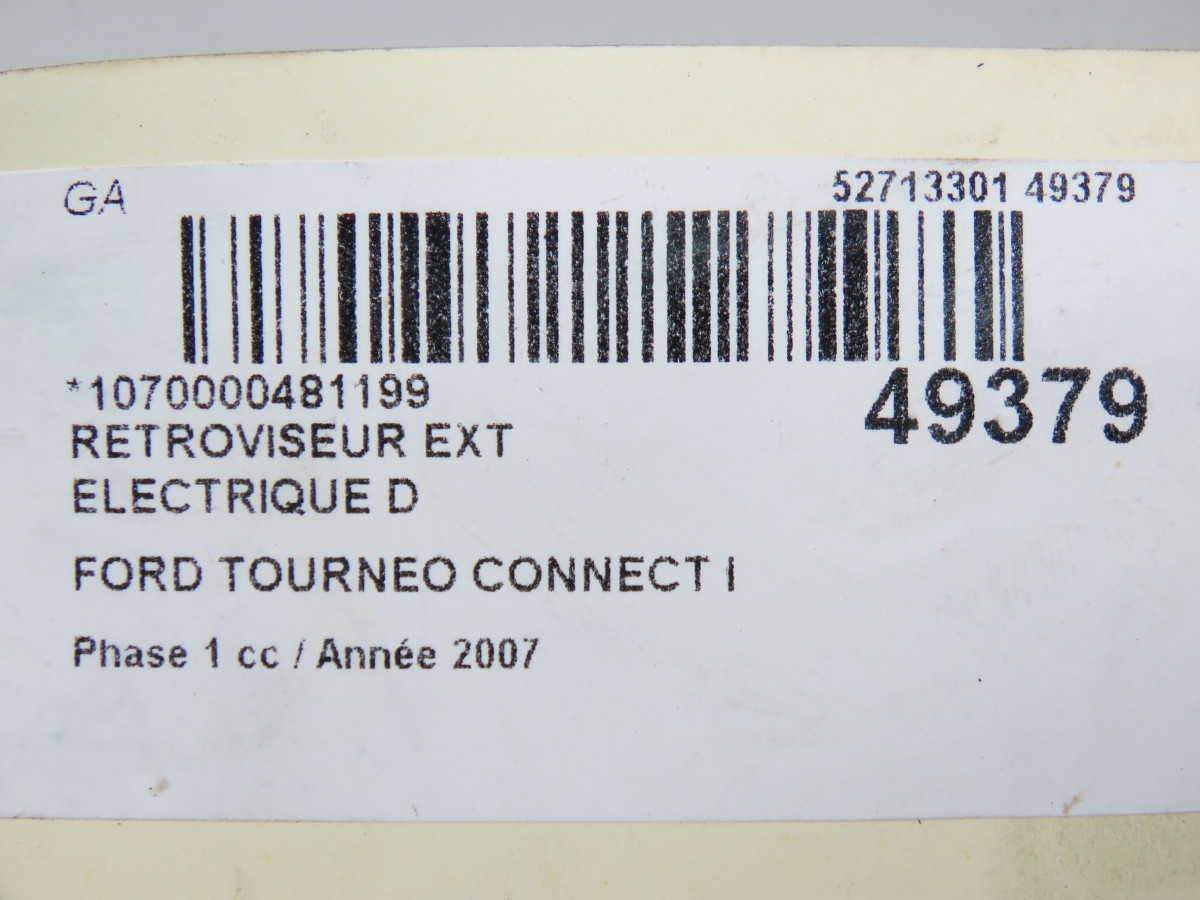 GA
52713301 49379
*1070000481199
49379
RETROVISEUR EXT
ELECTRIQUE D
FORD TOURNEO CONNECT I
Phase 1 cc / Année 2007